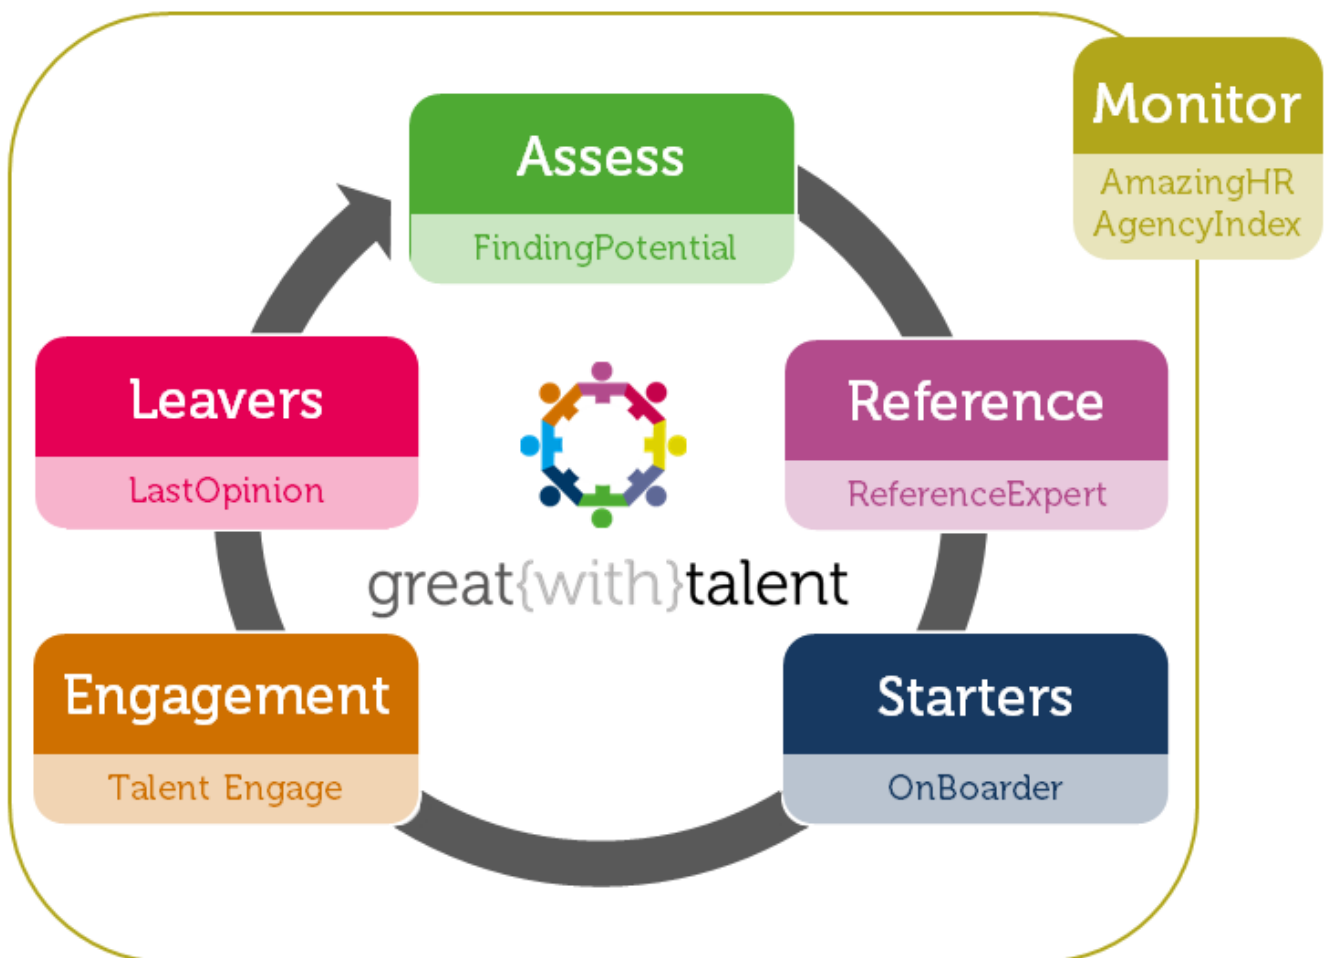 Monitor
AmazingHR
AgencyIndex
Assess
FindingPotential
Leavers
LastOpinion
Reference
ReferenceExpert
great{with}talent
Engagement
Talent Engage
Starters
OnBoarder